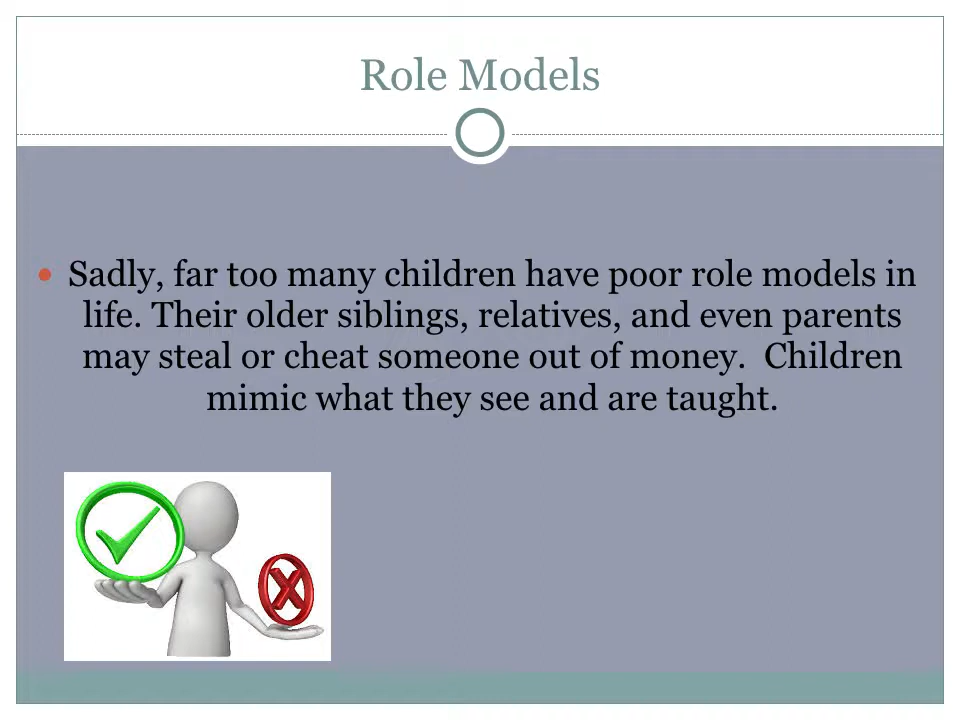 Role Models
• Sadly, far too many children have poor role models in
life. Their older siblings, relatives, and even parents
may steal or cheat someone out of money.  Children
mimic what they see and are taught.